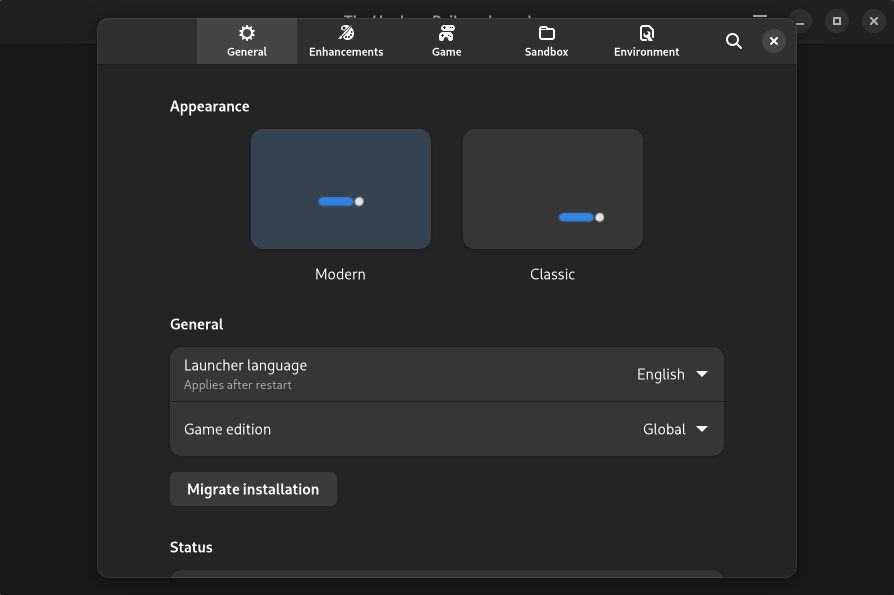 General
Enhancements
Game
Sandbox
Environment
Appearance
Modern
Classic
General
Launcher language
Applies after restart
English
Game edition
Global
Migrate installation
Status